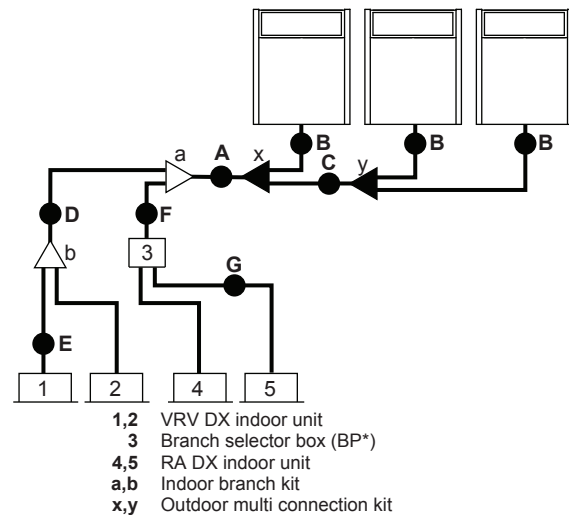 B B B
a A x C y
D F
b 3
G
E
1 2 4 5
1,2 VRV DX indoor unit
3 Branch selector box (BP*)
4,5 RA DX indoor unit
a,b Indoor branch kit
x,y Outdoor multi connection kit